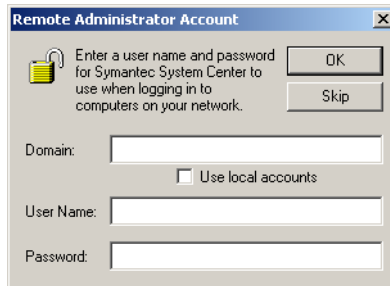 Remote Administrator Account
Enter a user name and password
for Symantec System Center to
use when logging in to
computers on your network.
OK
Skip
Domain:
Use local accounts
User Name:
Password: